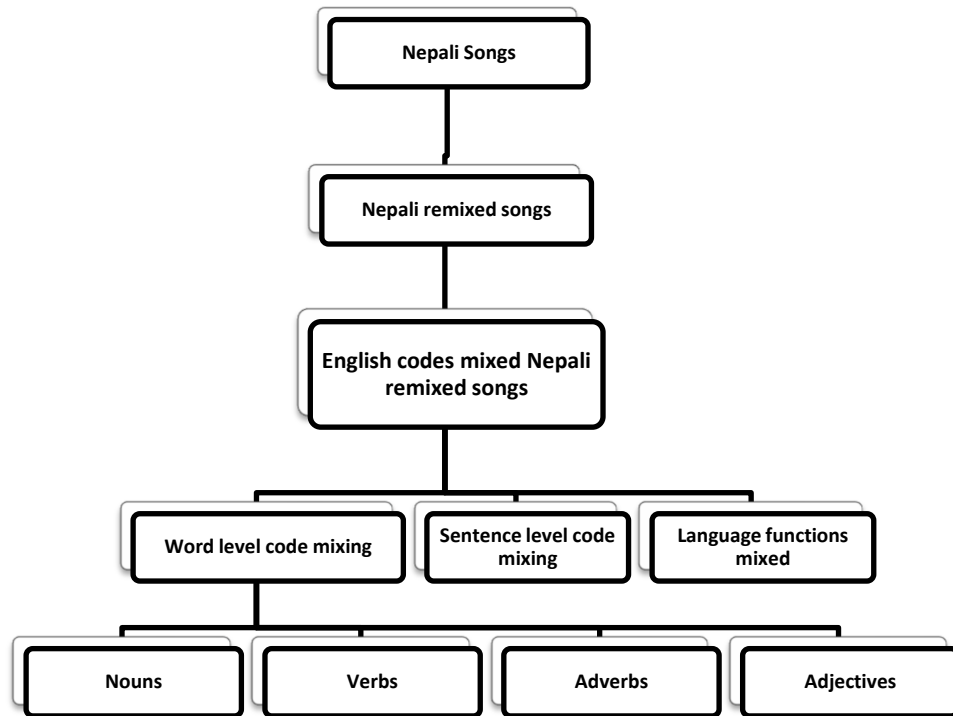 Nepali Songs
Nepali remixed songs
English codes mixed Nepali
remixed songs
Word level code mixing
Sentence level code
mixing
Language functions
mixed
Nouns
Verbs
Adverbs
Adjectives